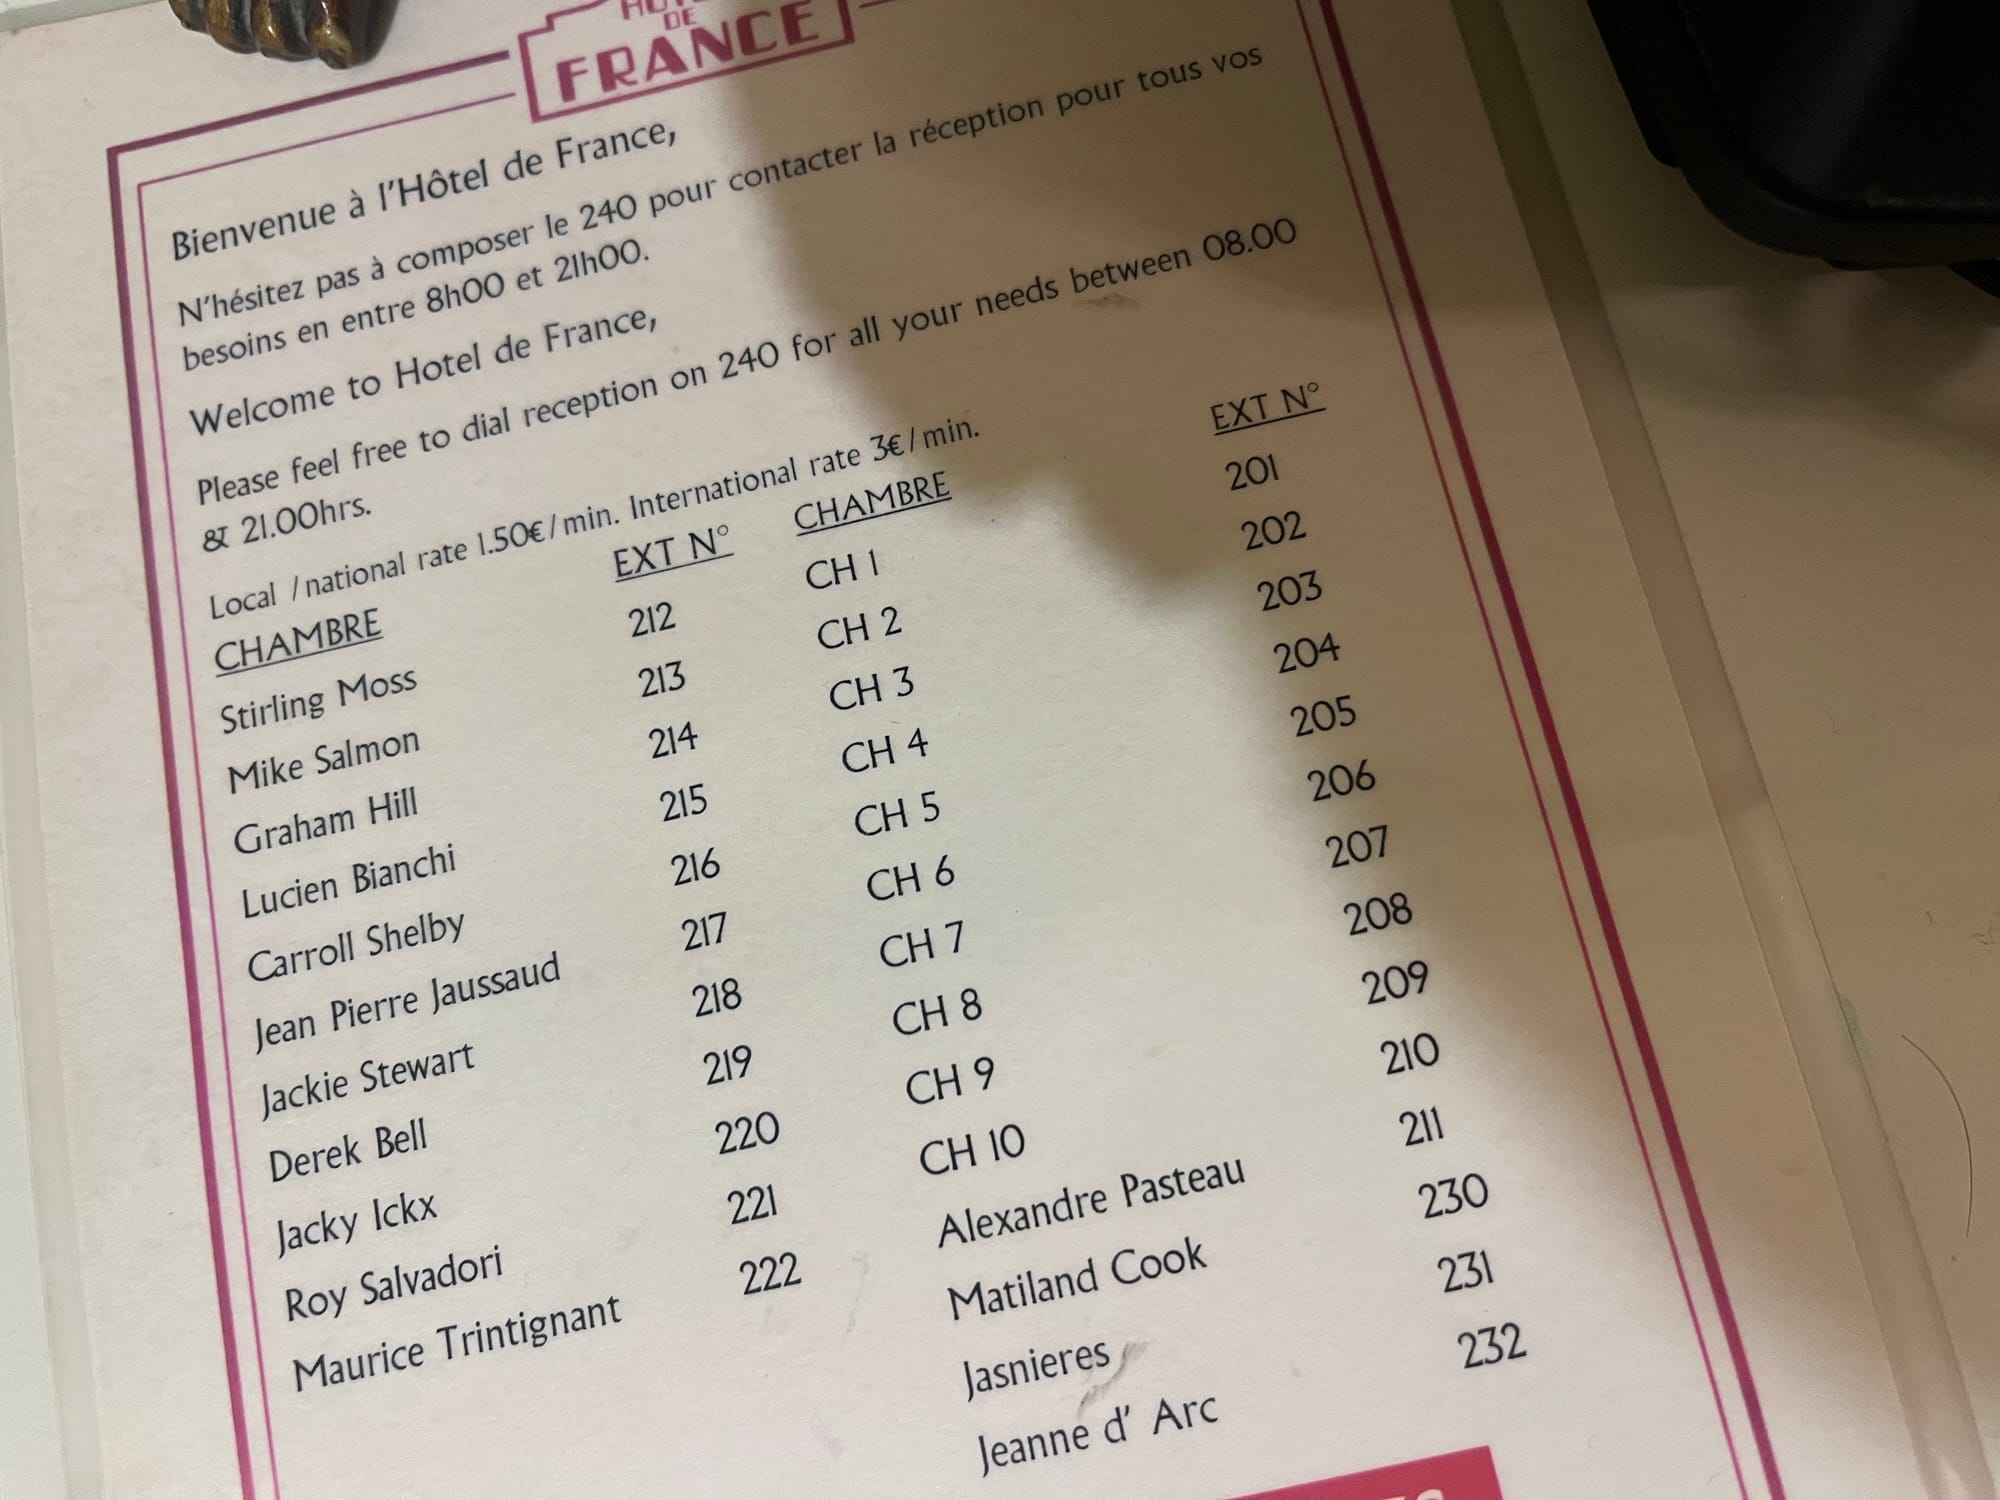 DE
FRANCE
Bienvenue à l'Hôtel de France,
N'hésitez pas à composer le 240 pour contacter la réception pour tous vos
besoins en entre 8h00 et 21h00.
Welcome to Hotel de France,
Please feel free to dial reception on 240 for all your needs between 08.00
& 21.00hrs.
Local /national rate 1.50€/min. International rate 3€/min.
CHAMBRE EXT N° CHAMBRE EXT N°
Stirling Moss 212 CH 1 201
Mike Salmon 213 CH 2 202
Graham Hill 214 CH 3 203
Lucien Bianchi 215 CH 4 204
Carroll Shelby 216 CH 5 205
Jean Pierre Jaussaud 217 CH 6 206
Jackie Stewart 218 CH 7 207
Derek Bell 219 CH 8 208
Jacky Ickx 220 CH 9 209
Roy Salvadori 221 CH 10 210
Maurice Trintignant 222 Alexandre Pasteau 211
Matiland Cook 230
Jasnieres 231
Jeanne d' Arc 232